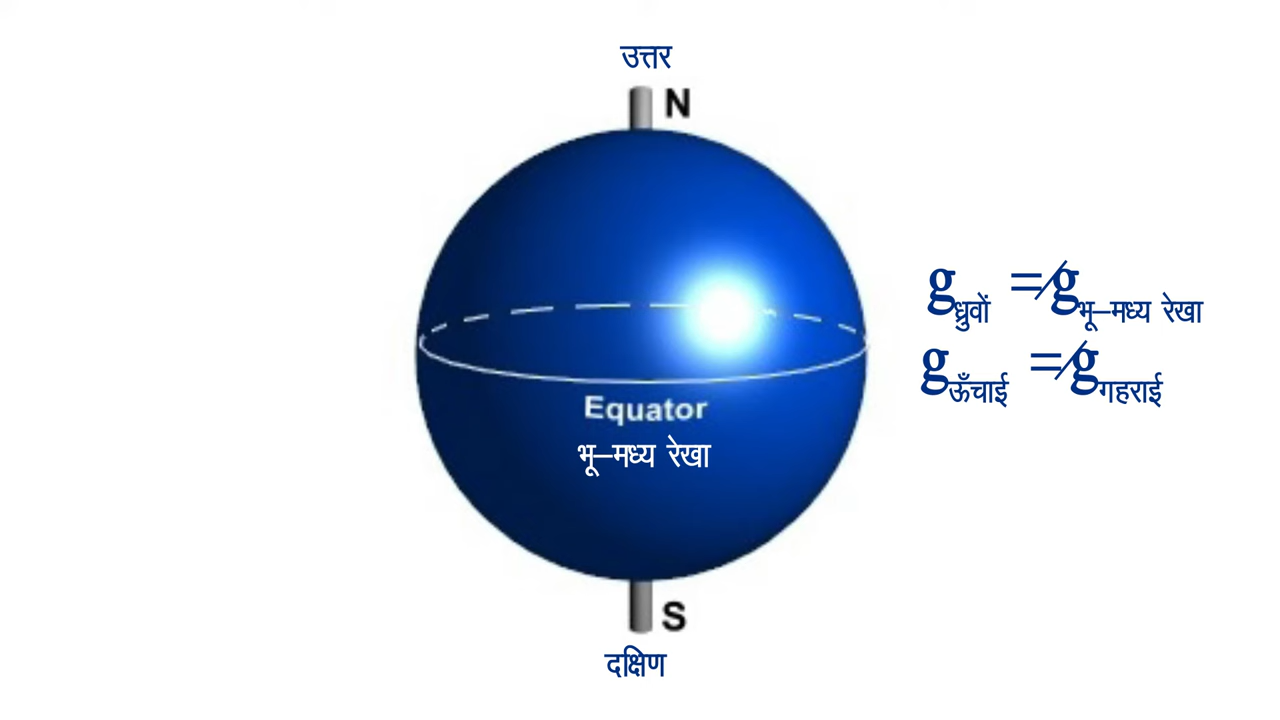 उत्तर
N
g ध्रुवों ≠ g भू–मध्य रेखा
g ऊँचाई ≠ g गहराई
Equator
भू–मध्य रेखा
S
दक्षिण